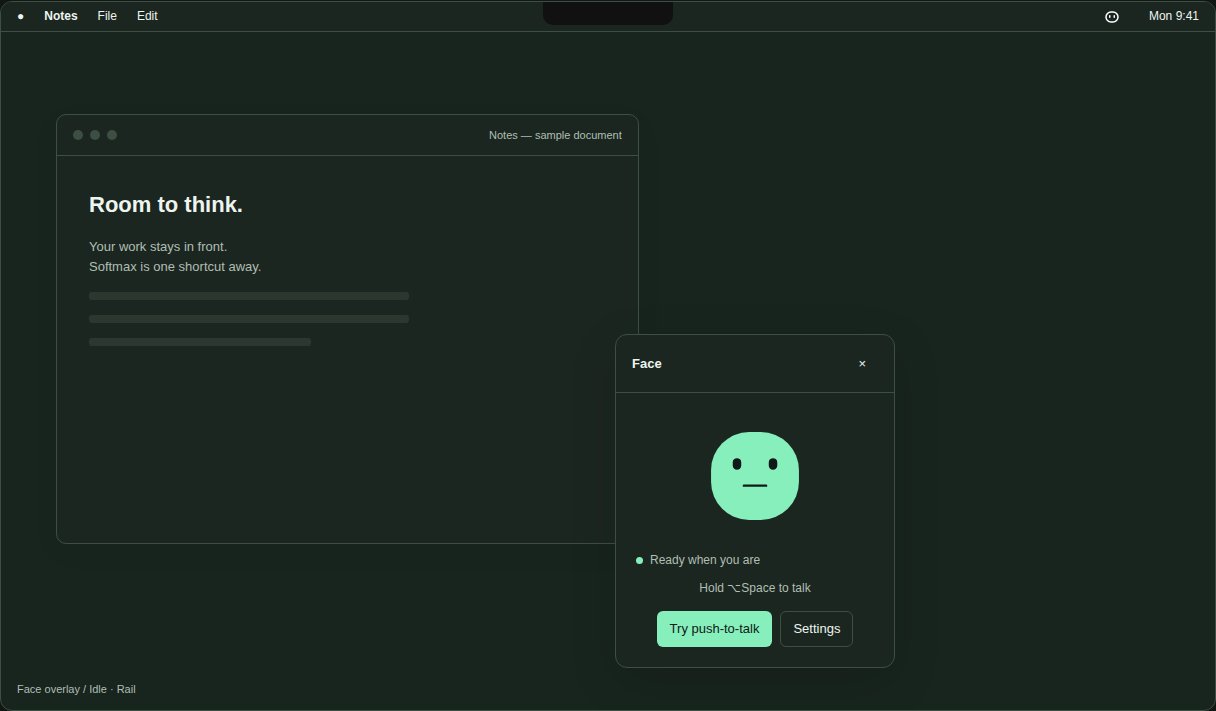 Notes File Edit
Mon 9:41
Notes — sample document
Room to think.
Your work stays in front.
Softmax is one shortcut away.
Face ×
Ready when you are
Hold ⌥Space to talk
Try push-to-talk
Settings
Face overlay / Idle · Rail